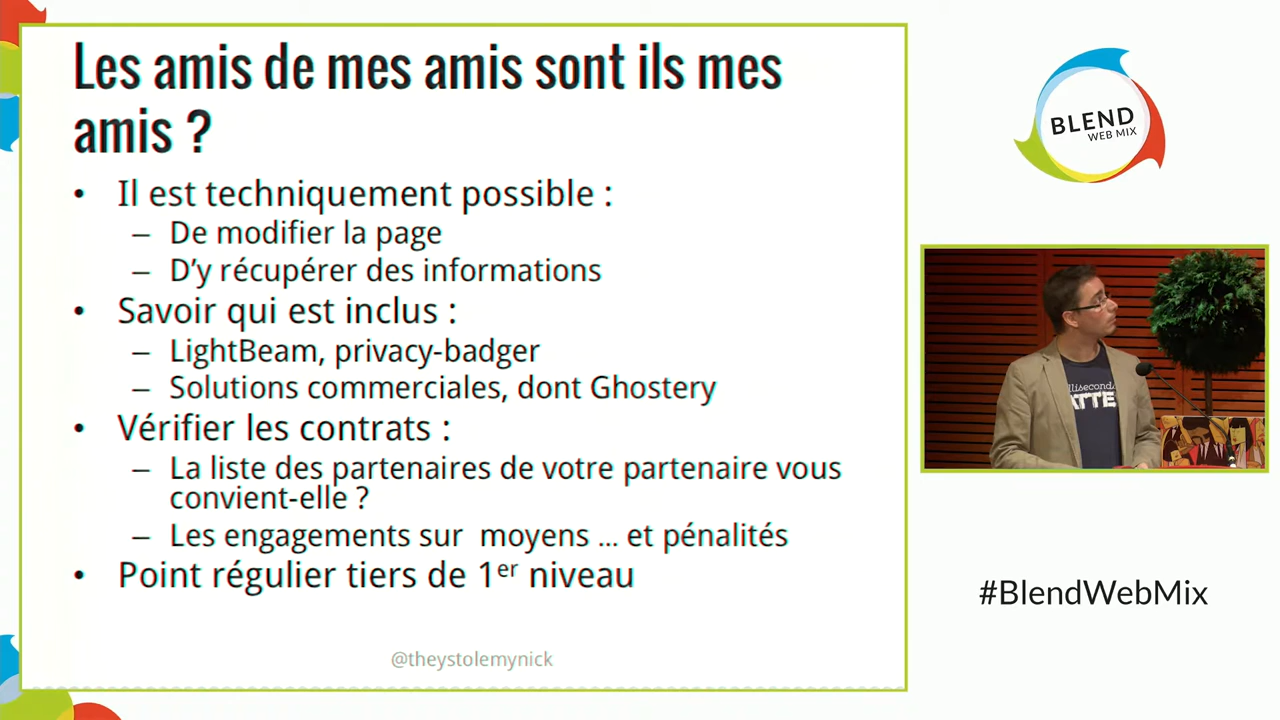 Les amis de mes amis sont ils mes
amis ?
• Il est techniquement possible :
– De modifier la page
– D’y récupérer des informations
• Savoir qui est inclus :
– LightBeam, privacy-badger
– Solutions commerciales, dont Ghostery
• Vérifier les contrats :
– La liste des partenaires de votre partenaire vous
convient-elle ?
– Les engagements sur  moyens ... et pénalités
• Point régulier tiers de 1er niveau
@theystolemynick
BLEND
WEB MIX
#BlendWebMix